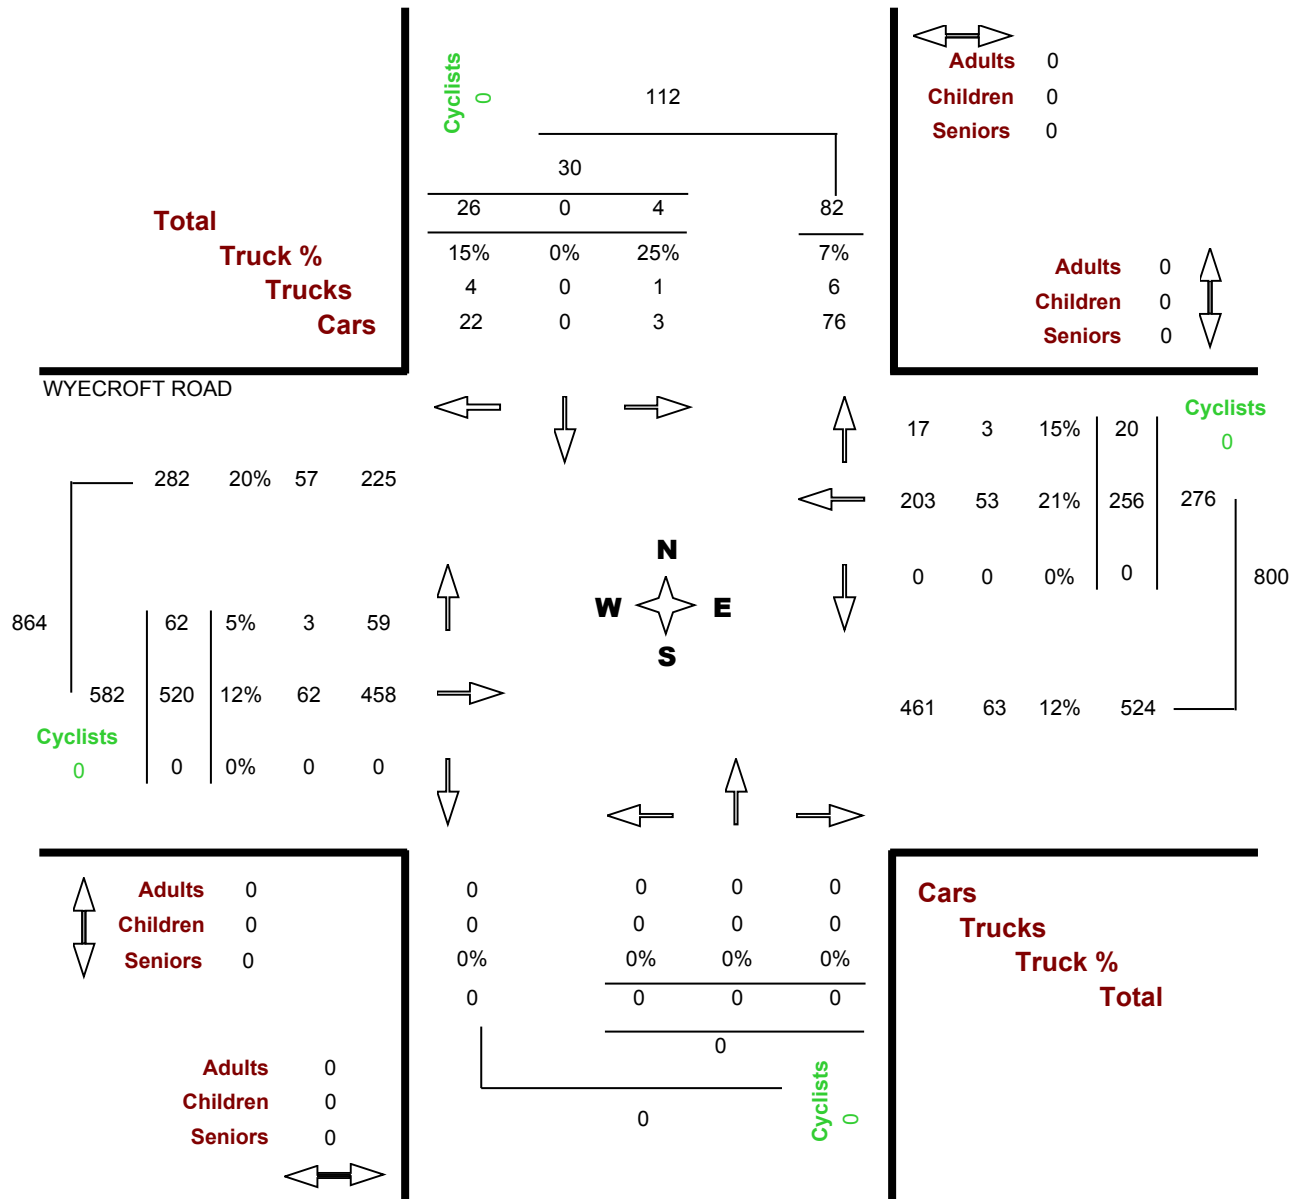 Cyclists
0
112
30
Total 26 0 4 82
Truck % 15% 0% 25% 7%
Trucks 4 0 1 6
Cars 22 0 3 76
Adults 0
Children 0
Seniors 0
Adults 0
Children 0
Seniors 0
WYECROFT ROAD
Cyclists
0
17 3 15% 20
203 53 21% 256 276
0 0 0% 0
800
461 63 12% 524
282 20% 57 225
864
62 5% 3 59
582 520 12% 62 458
0 0% 0 0
Cyclists
0
N
W E
S
Adults 0
Children 0
Seniors 0
0 0 0 0
0 0 0 0
0% 0% 0% 0%
0 0 0 0
0
0
Cyclists
0
Cars
Trucks
Truck %
Total
Adults 0
Children 0
Seniors 0